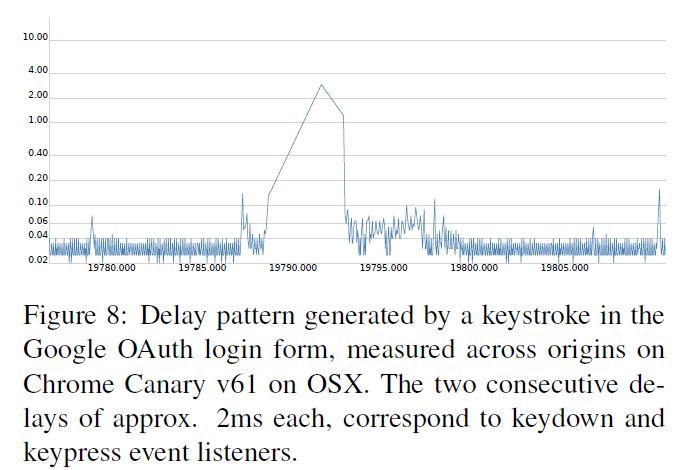 10.00
4.00
2.00
1.00
0.40
0.20
0.10
0.06
0.04
0.02
19780.000 19785.000 19790.000 19795.000 19800.000 19805.000
Figure 8: Delay pattern generated by a keystroke in the
Google OAuth login form, measured across origins on
Chrome Canary v61 on OSX. The two consecutive de-
lays of approx. 2ms each, correspond to keydown and
keypress event listeners.